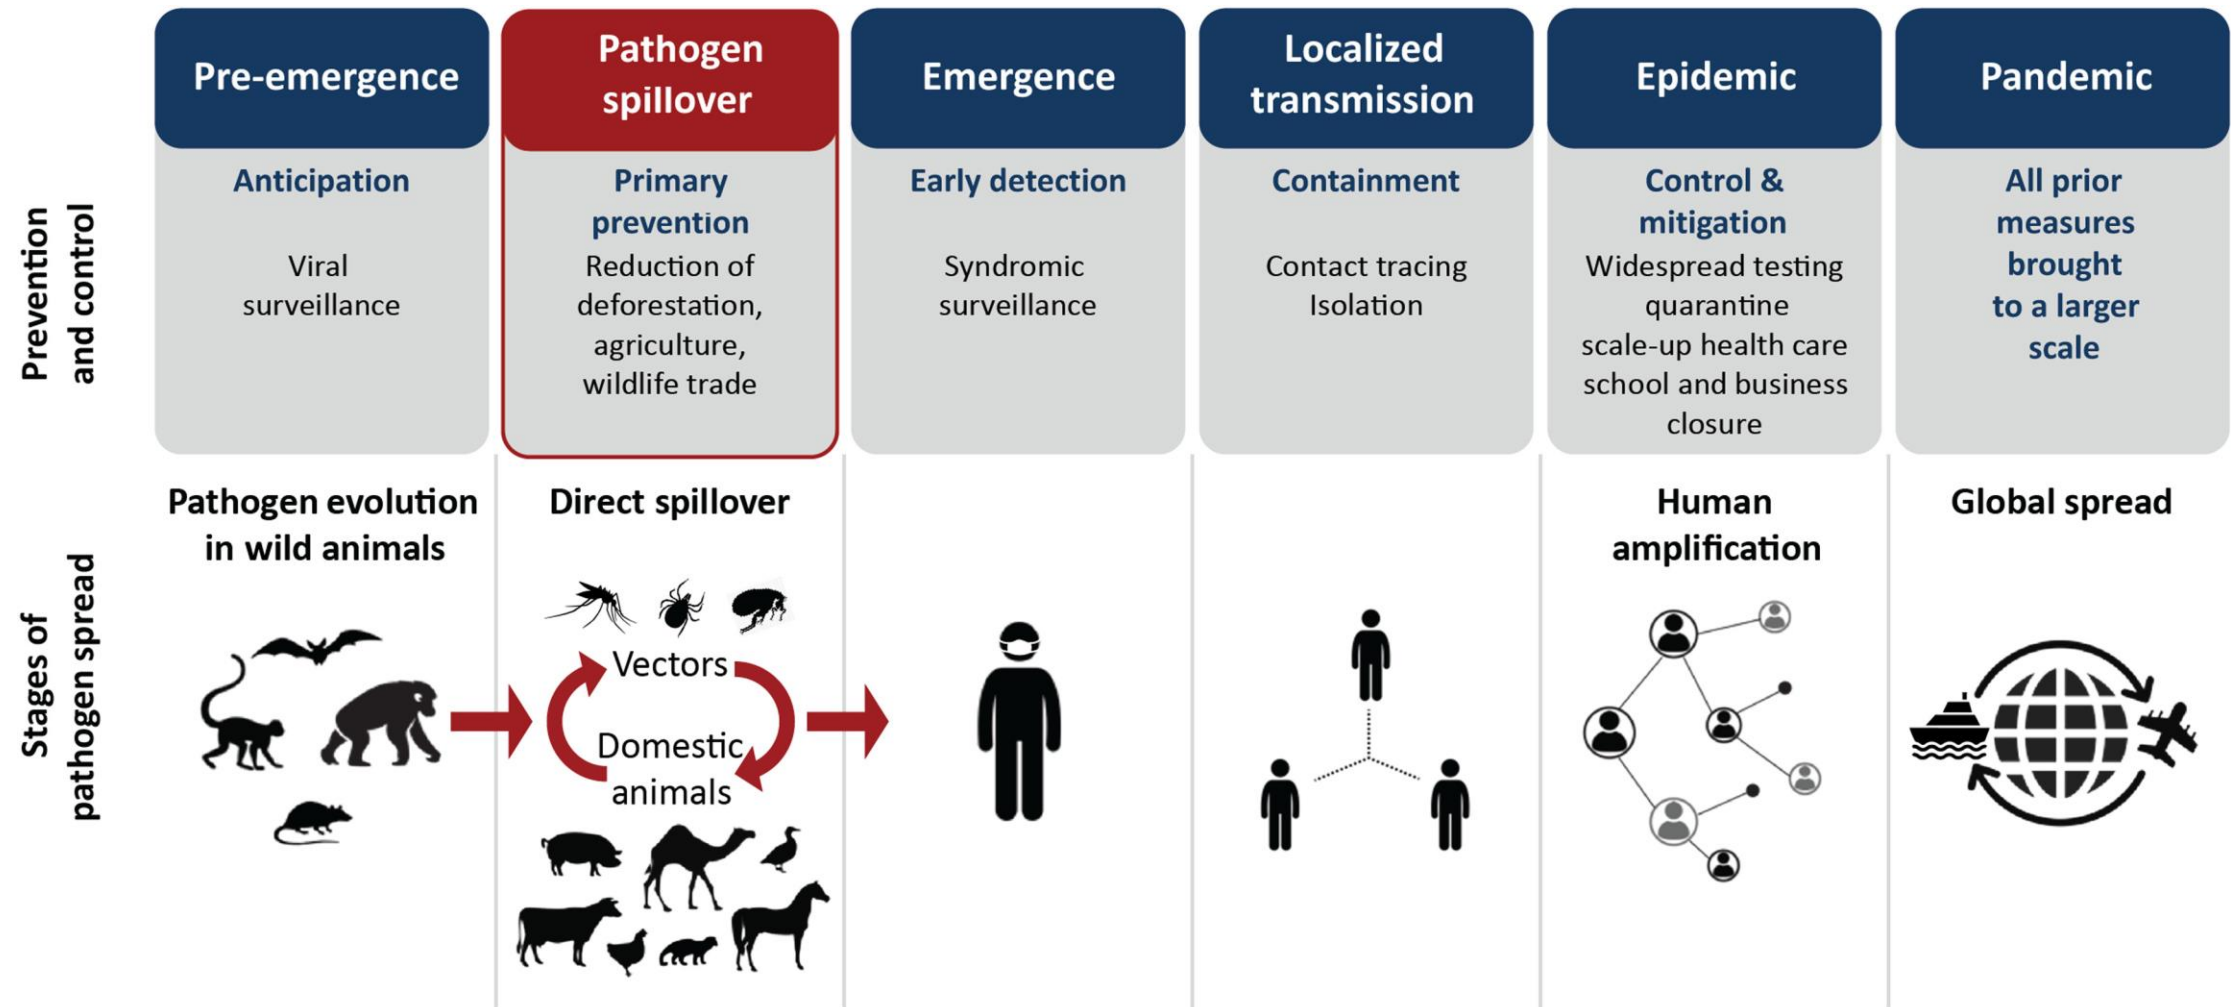 Pre-emergence
Pathogen
spillover
Emergence
Localized
transmission
Epidemic
Pandemic
Prevention
and control
Anticipation
Viral
surveillance
Primary
prevention
Reduction of
deforestation,
agriculture,
wildlife trade
Early detection
Syndromic
surveillance
Containment
Contact tracing
Isolation
Control &
mitigation
Widespread testing
quarantine
scale-up health care
school and business
closure
All prior
measures
brought
to a larger
scale
Stages of
pathogen spread
Pathogen evolution
in wild animals
Direct spillover
Vectors
Domestic
animals
Human
amplification
Global spread